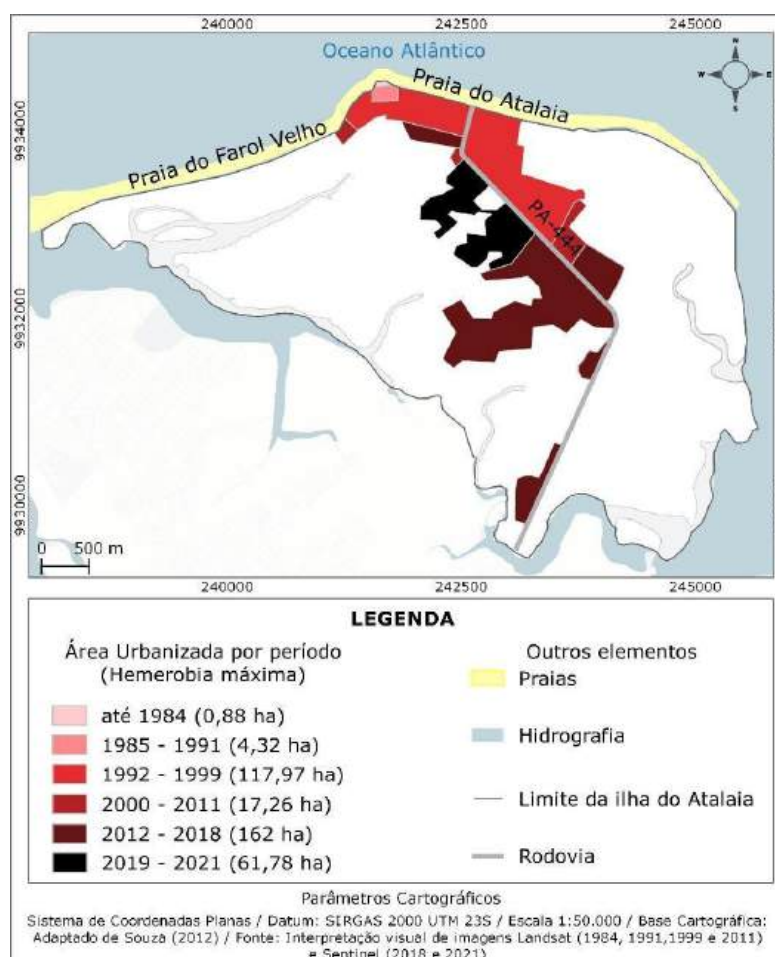 240000 242500 245000
Oceano Atlântico
N
W E
S
Praia do Atalaia
Praia do Farol Velho
PA-444
9934000
9932000
9930000
0 500 m
240000 242500 245000
LEGENDA
Área Urbanizada por período
(Hemerobia máxima)
até 1984 (0,88 ha)
1985 - 1991 (4,32 ha)
1992 - 1999 (117,97 ha)
2000 - 2011 (17,26 ha)
2012 - 2018 (162 ha)
2019 - 2021 (61,78 ha)
Outros elementos
Praias
Hidrografia
Limite da ilha do Atalaia
Rodovia
Parâmetros Cartográficos
Sistema de Coordenadas Planas / Datum: SIRGAS 2000 UTM 23S / Escala 1:50.000 / Base Cartográfica:
Adaptado de Souza (2012) / Fonte: Interpretação visual de imagens Landsat (1984, 1991,1999 e 2011)
e Sentinel (2018 e 2021)